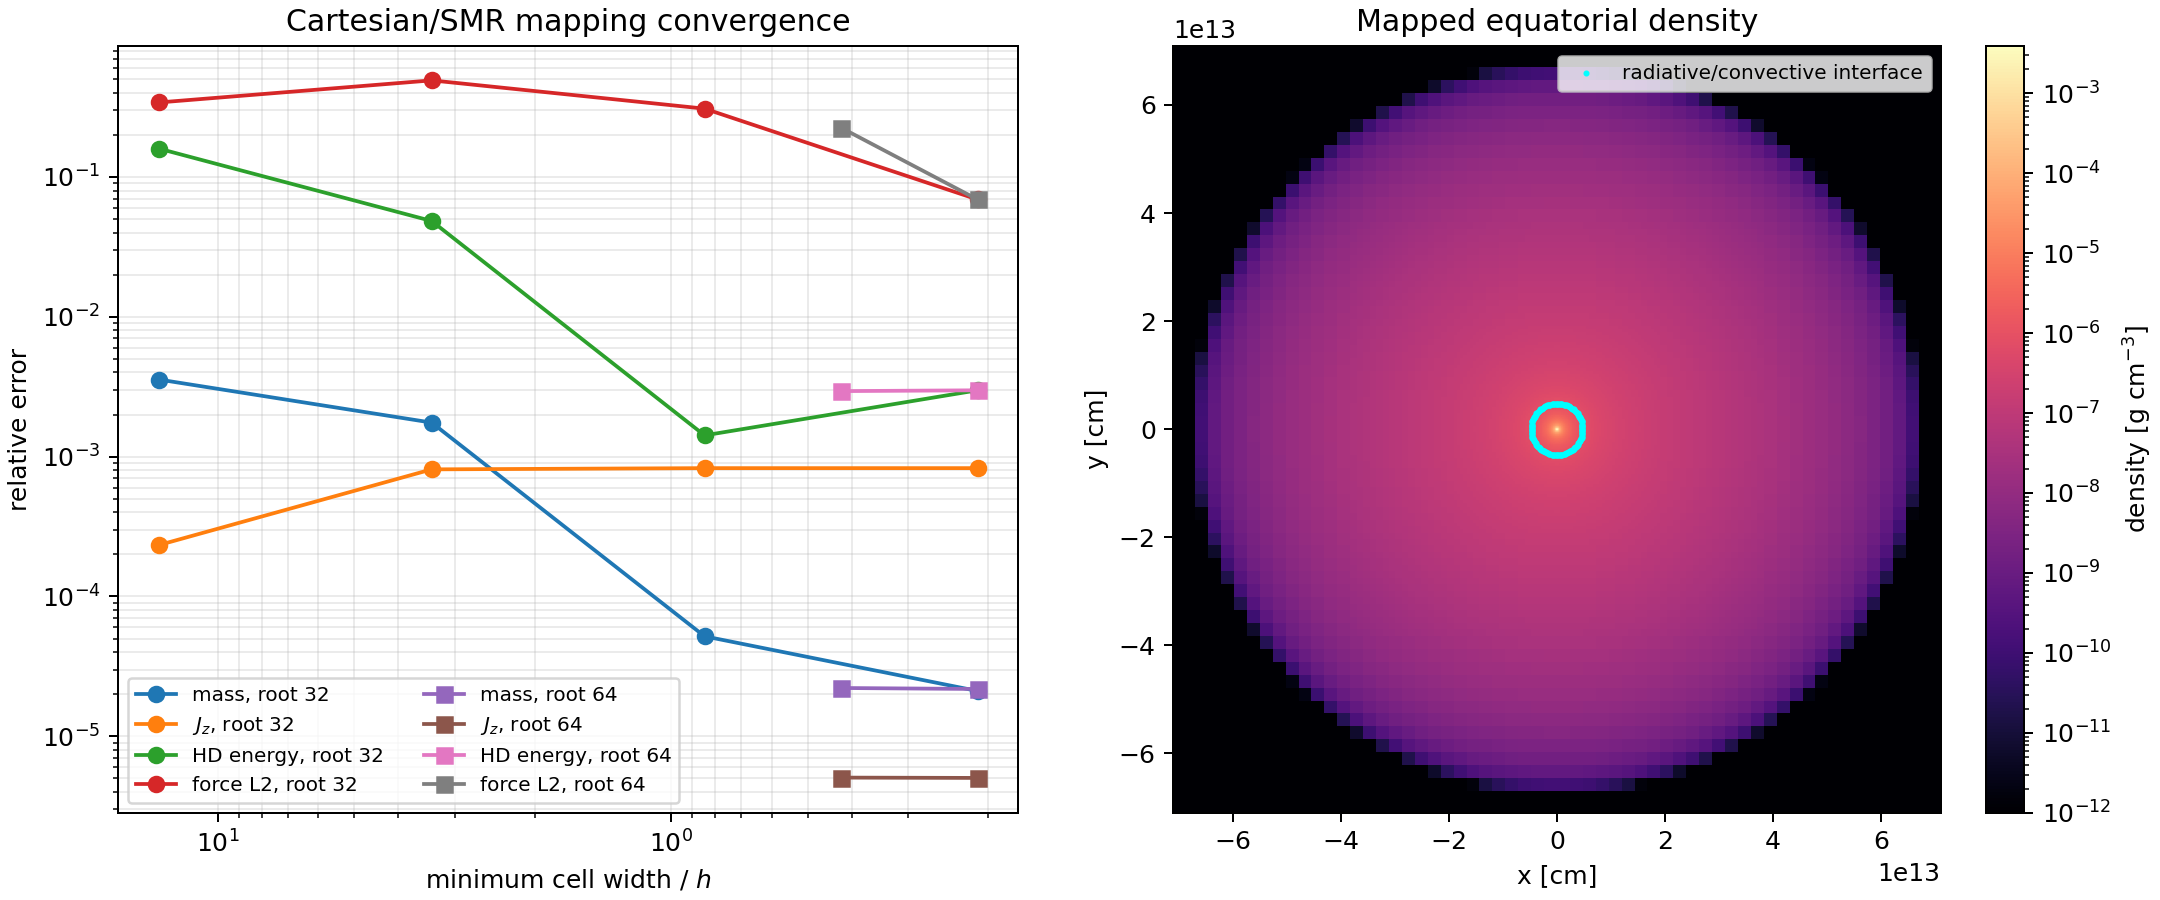 Cartesian/SMR mapping convergence
relative error
10⁻¹
10⁻²
10⁻³
10⁻⁴
10⁻⁵
mass, root 32
J_z, root 32
HD energy, root 32
force L2, root 32
mass, root 64
J_z, root 64
HD energy, root 64
force L2, root 64
10¹
10⁰
minimum cell width / h
Mapped equatorial density
1e13
radiative/convective interface
y [cm]
6
4
2
0
−2
−4
−6
−6
−4
−2
0
2
4
6
x [cm]
1e13
10⁻³
10⁻⁴
10⁻⁵
10⁻⁶
10⁻⁷
10⁻⁸
10⁻⁹
10⁻¹⁰
10⁻¹¹
10⁻¹²
density [g cm⁻³]